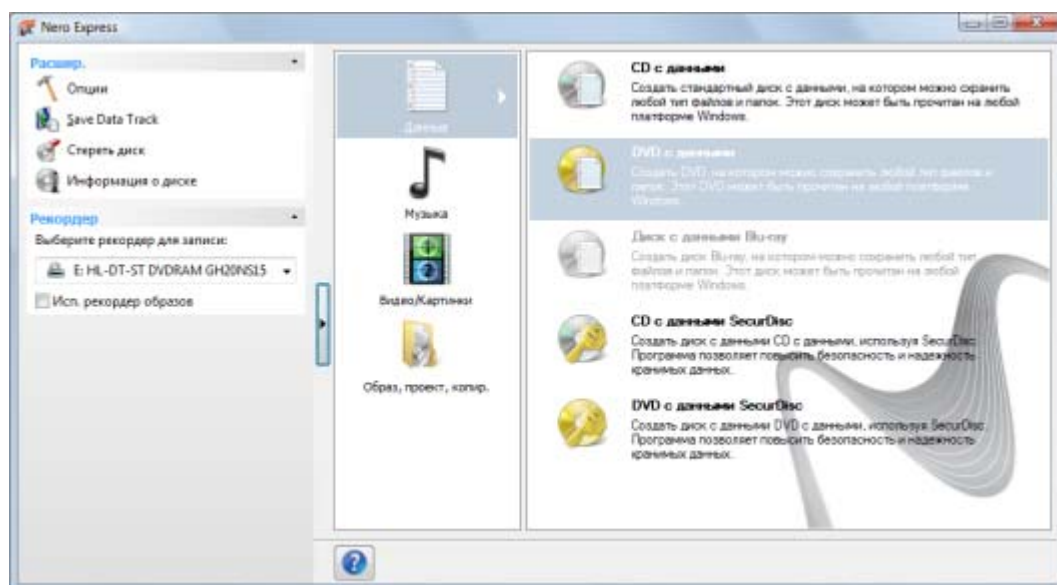 Nero Express
Расшир.
Опции
Save Data Track
Стереть диск
Информация о диске
Рекордер
Выберите рекордер для записи:
E: HL-DT-ST DVDRAM GH20NS15
Исп. рекордер образов
Данные
Музыка
Видео/Картинки
Образ, проект, копир.
CD с данными
Создать стандартный диск с данными, на котором можно сохранить
любой тип файлов и папок. Этот диск может быть прочитан на любой
платформе Windows.
DVD с данными
Создать DVD, на котором можно сохранить любой тип файлов и
папок. Этот DVD может быть прочитан на любой платформе
Windows.
Диск с данными Blu-ray
Создать диск Blu-ray, на котором можно сохранить любой тип
файлов и папок. Этот диск может быть прочитан на любой
платформе Windows.
CD с данными SecurDisc
Создать диск с данными CD с данными, используя SecurDisc.
Программа позволяет повысить безопасность и надежность
хранимых данных.
DVD с данными SecurDisc
Создать диск с данными DVD с данными, используя SecurDisc.
Программа позволяет повысить безопасность и надежность
хранимых данных.